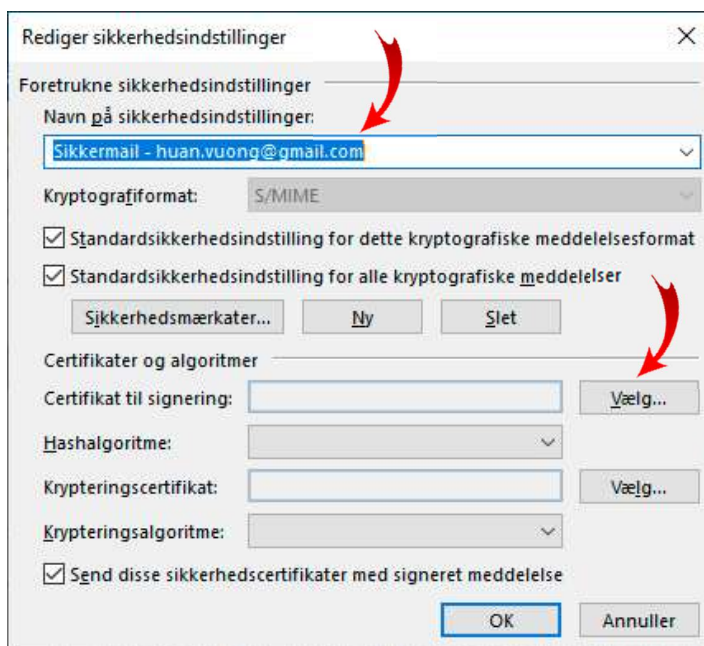 Rediger sikkerhedsindstillinger
Foretrukne sikkerhedsindstillinger
Navn på sikkerhedsindstillinger:
Sikkermail - huan.vuong@gmail.com
Kryptografiformat: S/MIME
Standardsikkerhedsindstilling for dette kryptografiske meddelelsesformat
Standardsikkerhedsindstilling for alle kryptografiske meddelelser
Sikkerhedsmærkater... Ny Slet
Certifikater og algoritmer
Certifikat til signering: Vælg...
Hashalgoritme:
Krypteringscertifikat: Vælg...
Krypteringsalgoritme:
Send disse sikkerhedscertifikater med signeret meddelelse
OK Annuller